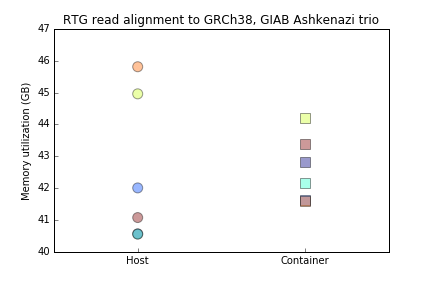 RTG read alignment to GRCh38, GIAB Ashkenazi trio
Memory utilization (GB)
47
46
45
44
43
42
41
40
Host Container